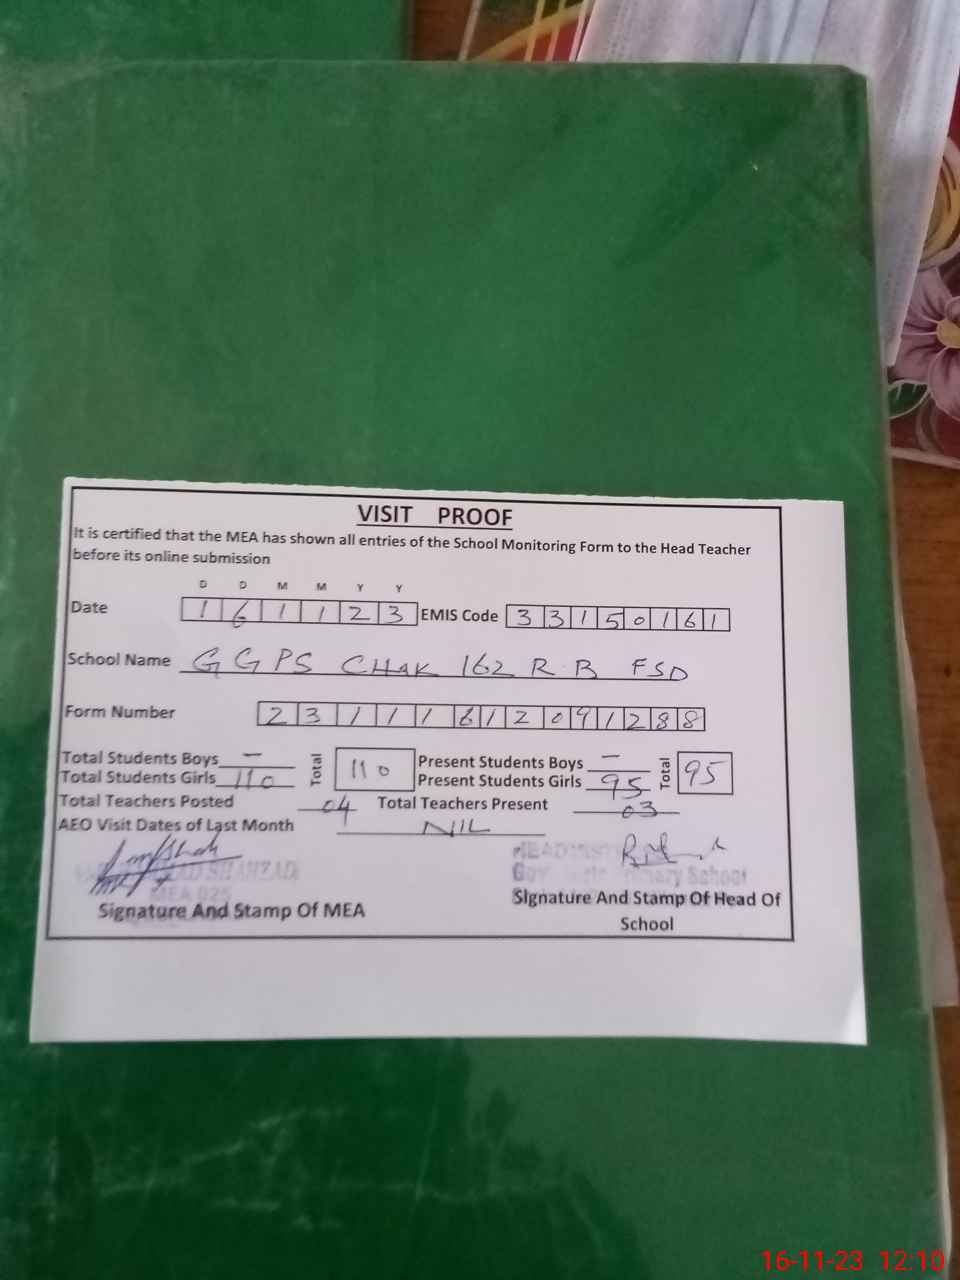 VISIT PROOF
It is certified that the MEA has shown all entries of the School Monitoring Form to the Head Teacher
before its online submission
D D M M Y Y
Date 1 6 1 1 2 3 EMIS Code 3 3 1 5 0 1 6 1
School Name G G P S CHAK 162 R B FSD
Form Number 2 3 1 1 1 6 1 2 0 9 1 2 8 8
Total Students Boys — Total 110 Present Students Boys — Total 95
Total Students Girls 110 Present Students Girls 95
Total Teachers Posted 04 Total Teachers Present 03
AEO Visit Dates of Last Month NIL
SHAHZAD
MEA 025
Primary School
Signature And Stamp Of MEA Signature And Stamp Of Head Of
School
16-11-23 12:10